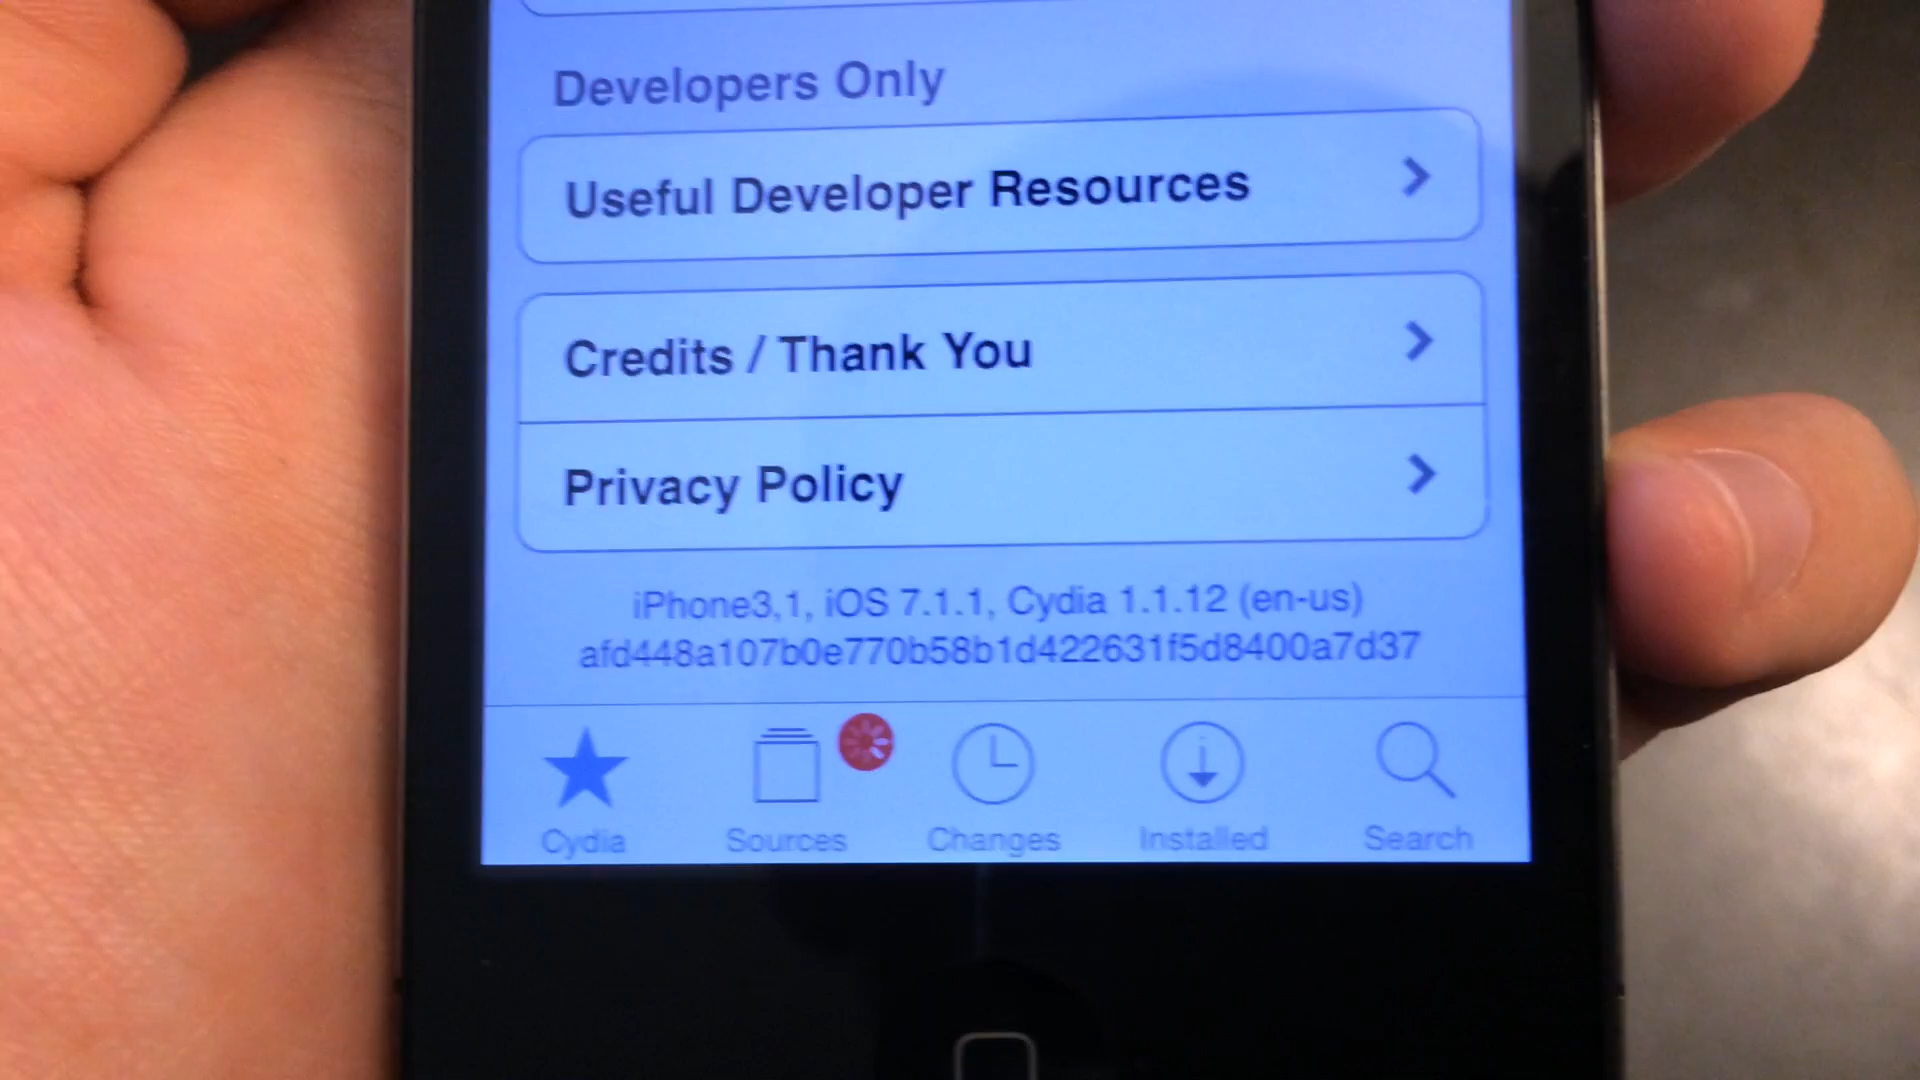 Developers Only
Useful Developer Resources
Credits / Thank You
Privacy Policy
iPhone3,1, iOS 7.1.1, Cydia 1.1.12 (en-us)
afd448a107b0e770b58b1d422631f5d8400a7d37
Cydia
Sources
Changes
Installed
Search